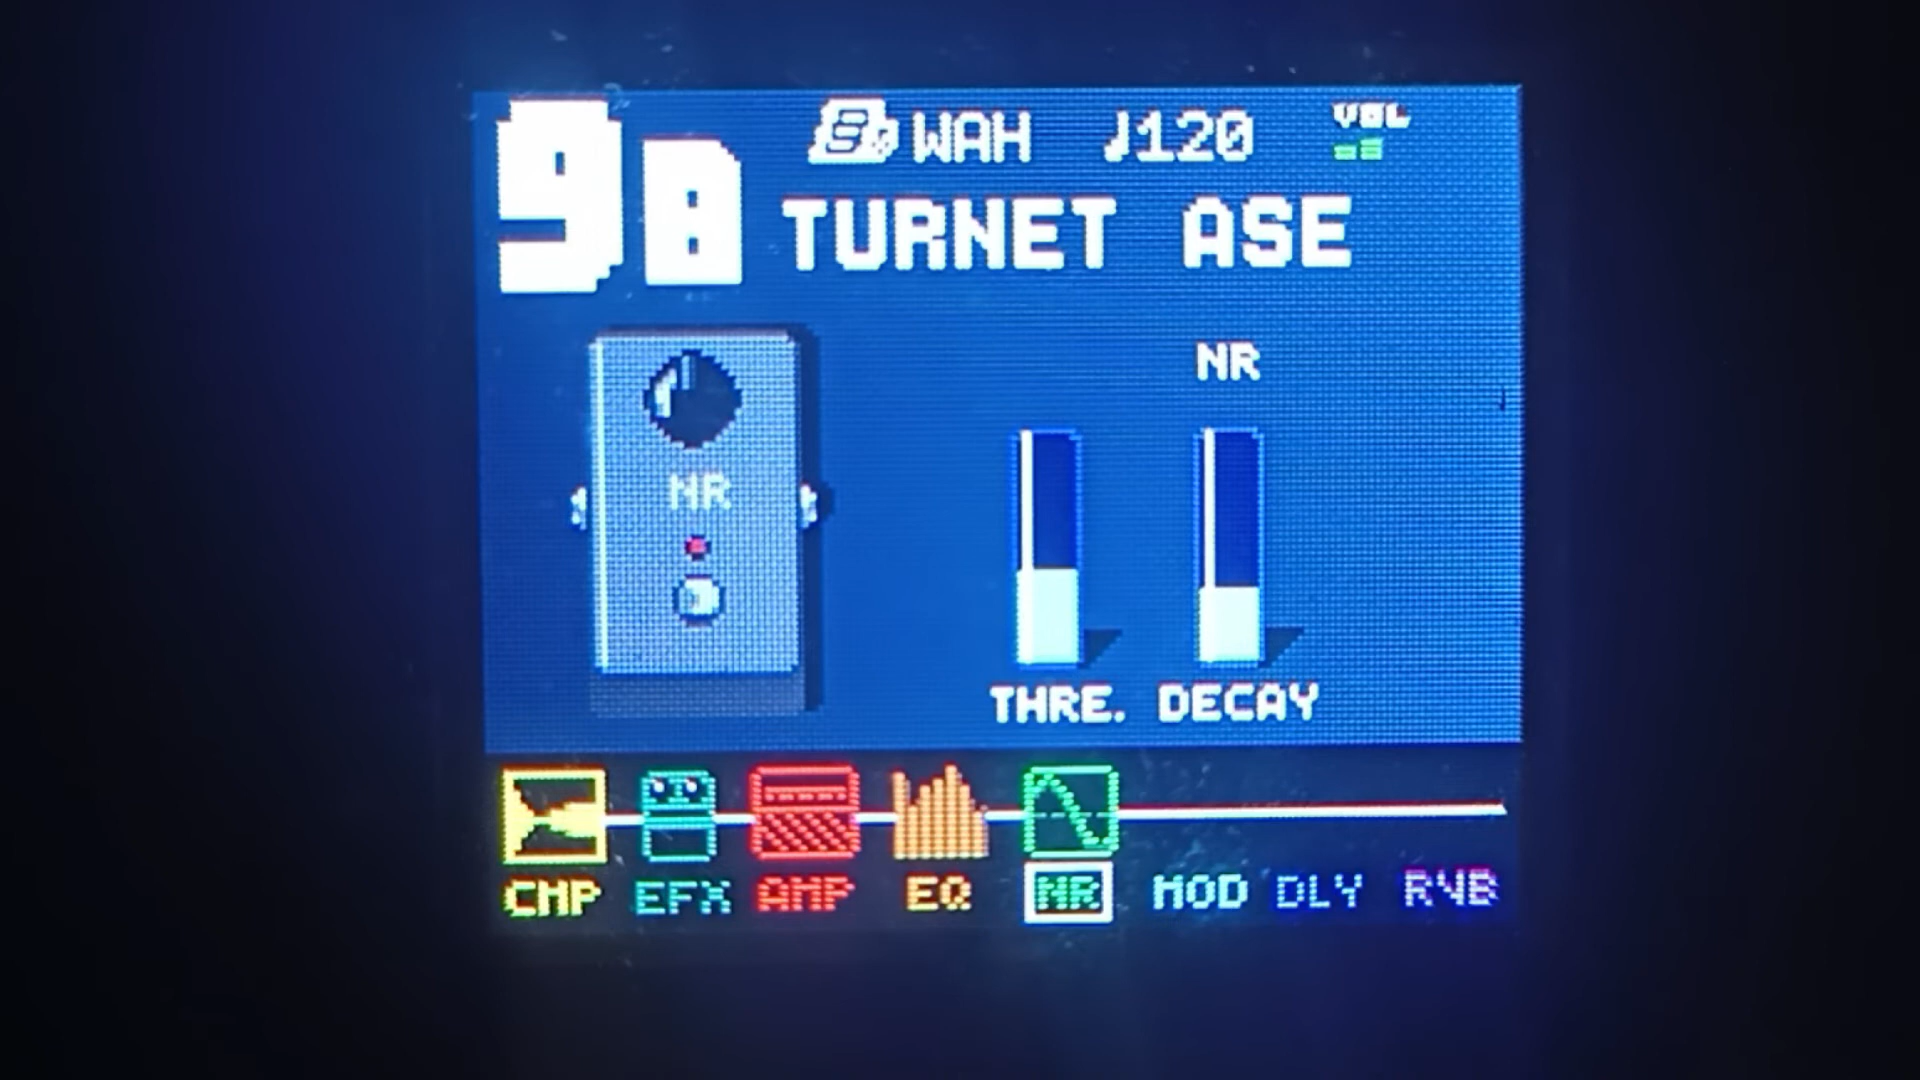 9B WAH ♩120 VOL
TURNET ASE
NR
NR
THRE. DECAY
CMP EFX AMP EQ NR MOD DLY RVB